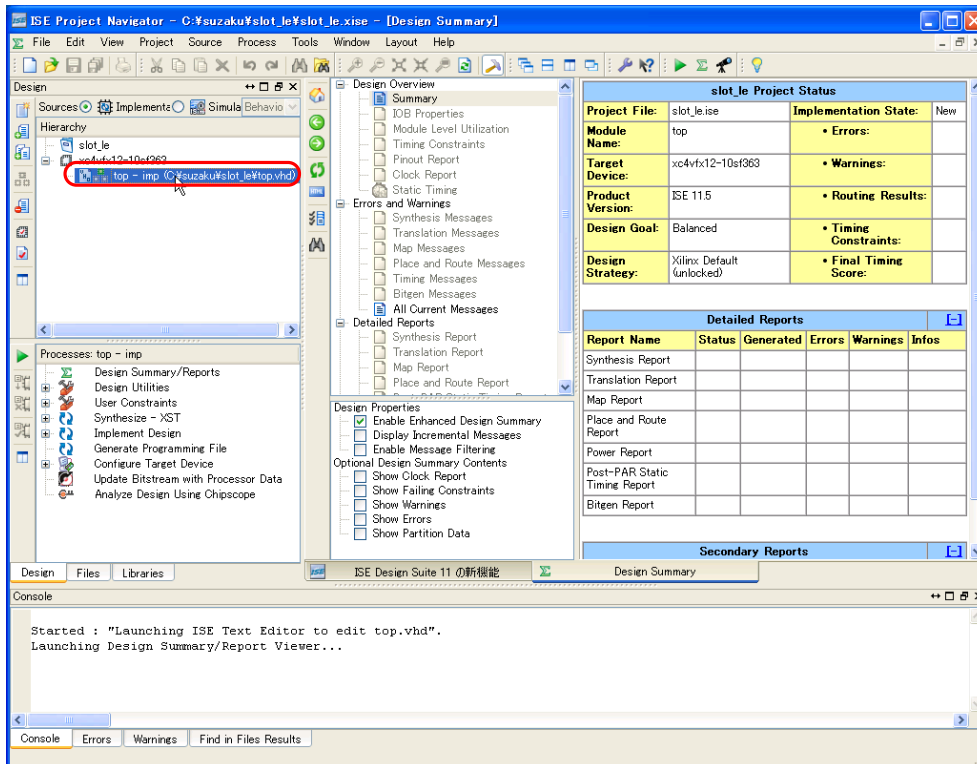 ISE Project Navigator - C:¥suzaku¥slot_le¥slot_le.xise - [Design Summary]
File Edit View Project Source Process Tools Window Layout Help
Design
Sources Implementa Simula Behavio
Hierarchy
slot_le
xc4vfx12-10sf363
top - imp (C:¥suzaku¥slot_le¥top.vhd)
Processes: top - imp
Design Summary/Reports
Design Utilities
User Constraints
Synthesize - XST
Implement Design
Generate Programming File
Configure Target Device
Update Bitstream with Processor Data
Analyze Design Using Chipscope
Design Files Libraries
Design Overview
Summary
IOB Properties
Module Level Utilization
Timing Constraints
Pinout Report
Clock Report
Static Timing
Errors and Warnings
Synthesis Messages
Translation Messages
Map Messages
Place and Route Messages
Timing Messages
Bitgen Messages
All Current Messages
Detailed Reports
Synthesis Report
Translation Report
Map Report
Place and Route Report
Design Properties
Enable Enhanced Design Summary
Display Incremental Messages
Enable Message Filtering
Optional Design Summary Contents
Show Clock Report
Show Failing Constraints
Show Warnings
Show Errors
Show Partition Data
slot_le Project Status
Project File: slot_le.ise Implementation State: New
Module Name: top • Errors:
Target Device: xc4vfx12-10sf363 • Warnings:
Product Version: ISE 11.5 • Routing Results:
Design Goal: Balanced • Timing Constraints:
Design Strategy: Xilinx Default (unlocked) • Final Timing Score:
Detailed Reports [-]
Report Name Status Generated Errors Warnings Infos
Synthesis Report
Translation Report
Map Report
Place and Route Report
Power Report
Post-PAR Static Timing Report
Bitgen Report
Secondary Reports [-]
ISE Design Suite 11 の新機能 Design Summary
Console
Started : "Launching ISE Text Editor to edit top.vhd".
Launching Design Summary/Report Viewer...
Console Errors Warnings Find in Files Results